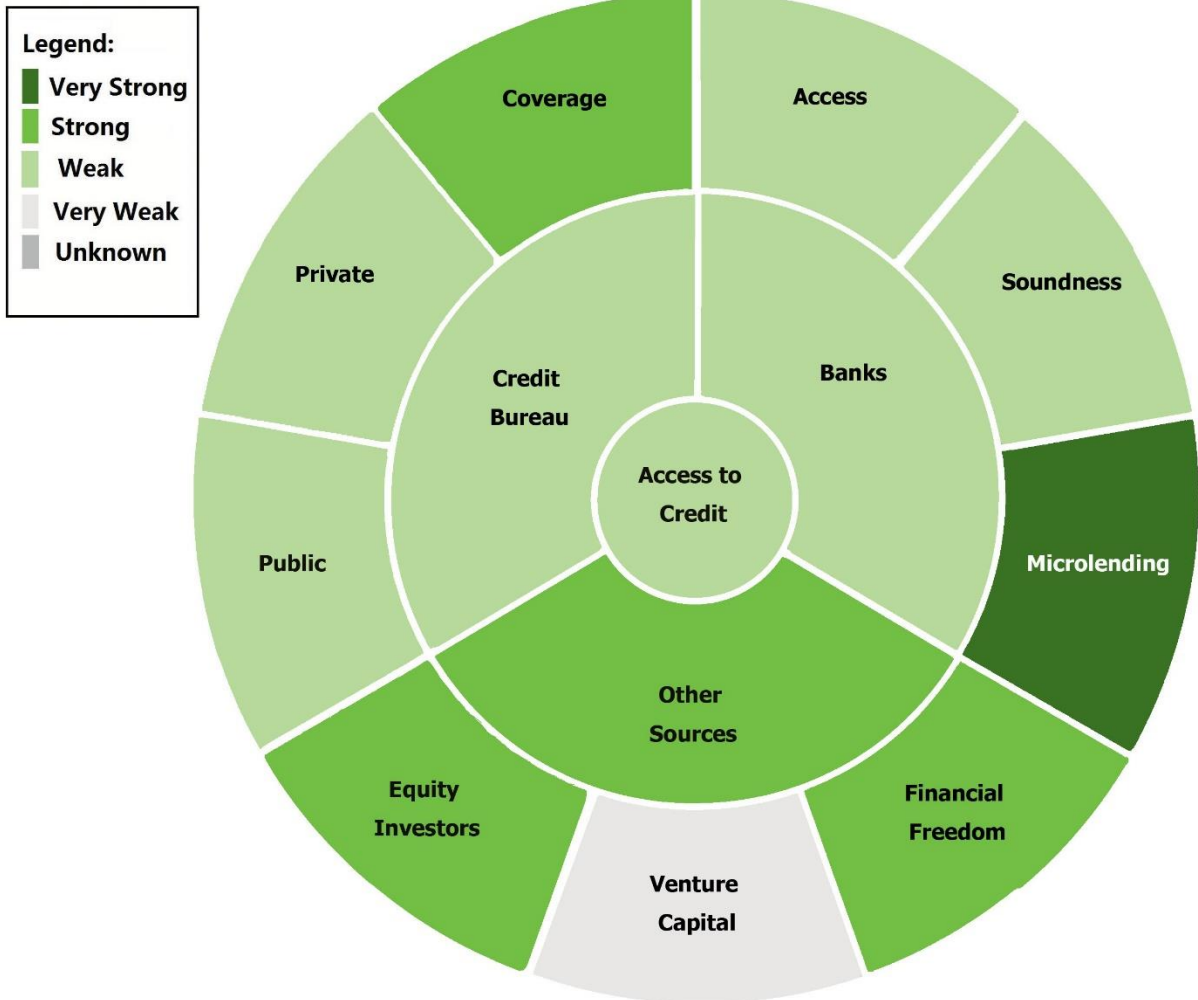 Legend:
Very Strong
Strong
Weak
Very Weak
Unknown
Coverage
Access
Private
Soundness
Credit
Bureau
Banks
Access to
Credit
Public
Microlending
Other
Sources
Equity
Investors
Financial
Freedom
Venture
Capital